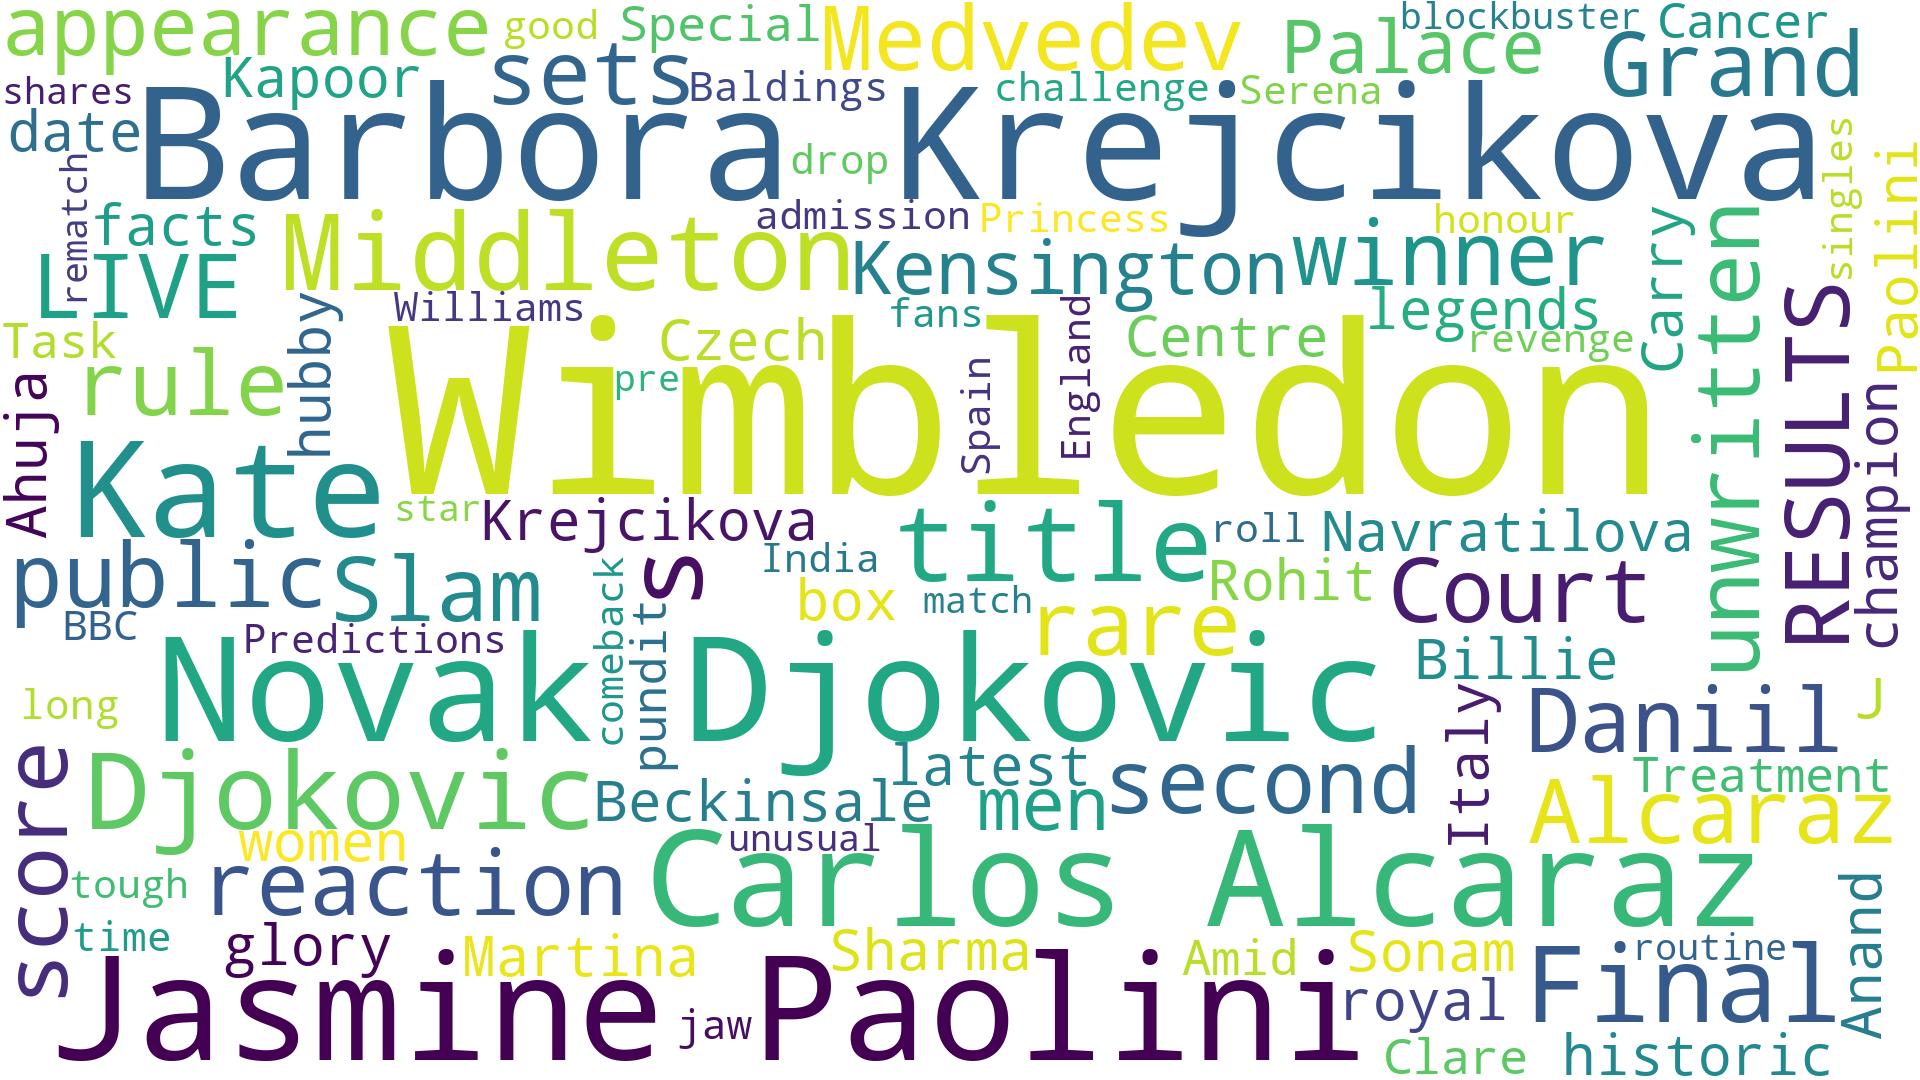 appearance
good
Special
Medvedev
Palace
blockbuster
Cancer
Grand
shares
Kapoor
sets
Baldings
challenge
Serena
date
Barbora Krejcikova
drop
singles
Paolini
rematch
facts
Middleton
admission
Princess
Kensington
winner
honour
Carry
unwritten
LIVE
hubby
Williams
fans
legends
revenge
RESULTS
Task
rule
Czech
Centre
England
Spain
pre
Wimbledon
Ahuja
Kate
star
Krejcikova
title
roll
Navratilova
champion
public
Slam
s
India
box
match
rare
Rohit
Court
BBC
Predictions
comeback
pundit
Novak Djokovic
Billie
Daniil
J
long
score
Djokovic
Beckinsale
latest
men
second
Italy
Treatment
Alcaraz
women
unusual
Carlos Alcaraz
tough
reaction
Anand
time
glory
Martina
Sharma
Amid
Sonam
Final
routine
Jasmine Paolini
jaw
royal
Clare
historic